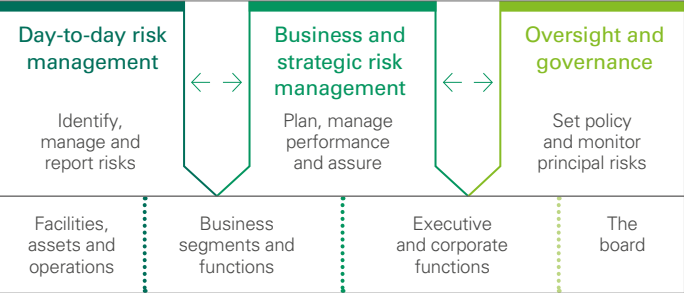 Day-to-day risk
management
Identify,
manage and
report risks
Business and
strategic risk
management
Plan, manage
performance
and assure
Oversight and
governance
Set policy
and monitor
principal risks
Facilities,
assets and
operations
Business
segments and
functions
Executive
and corporate
functions
The
board